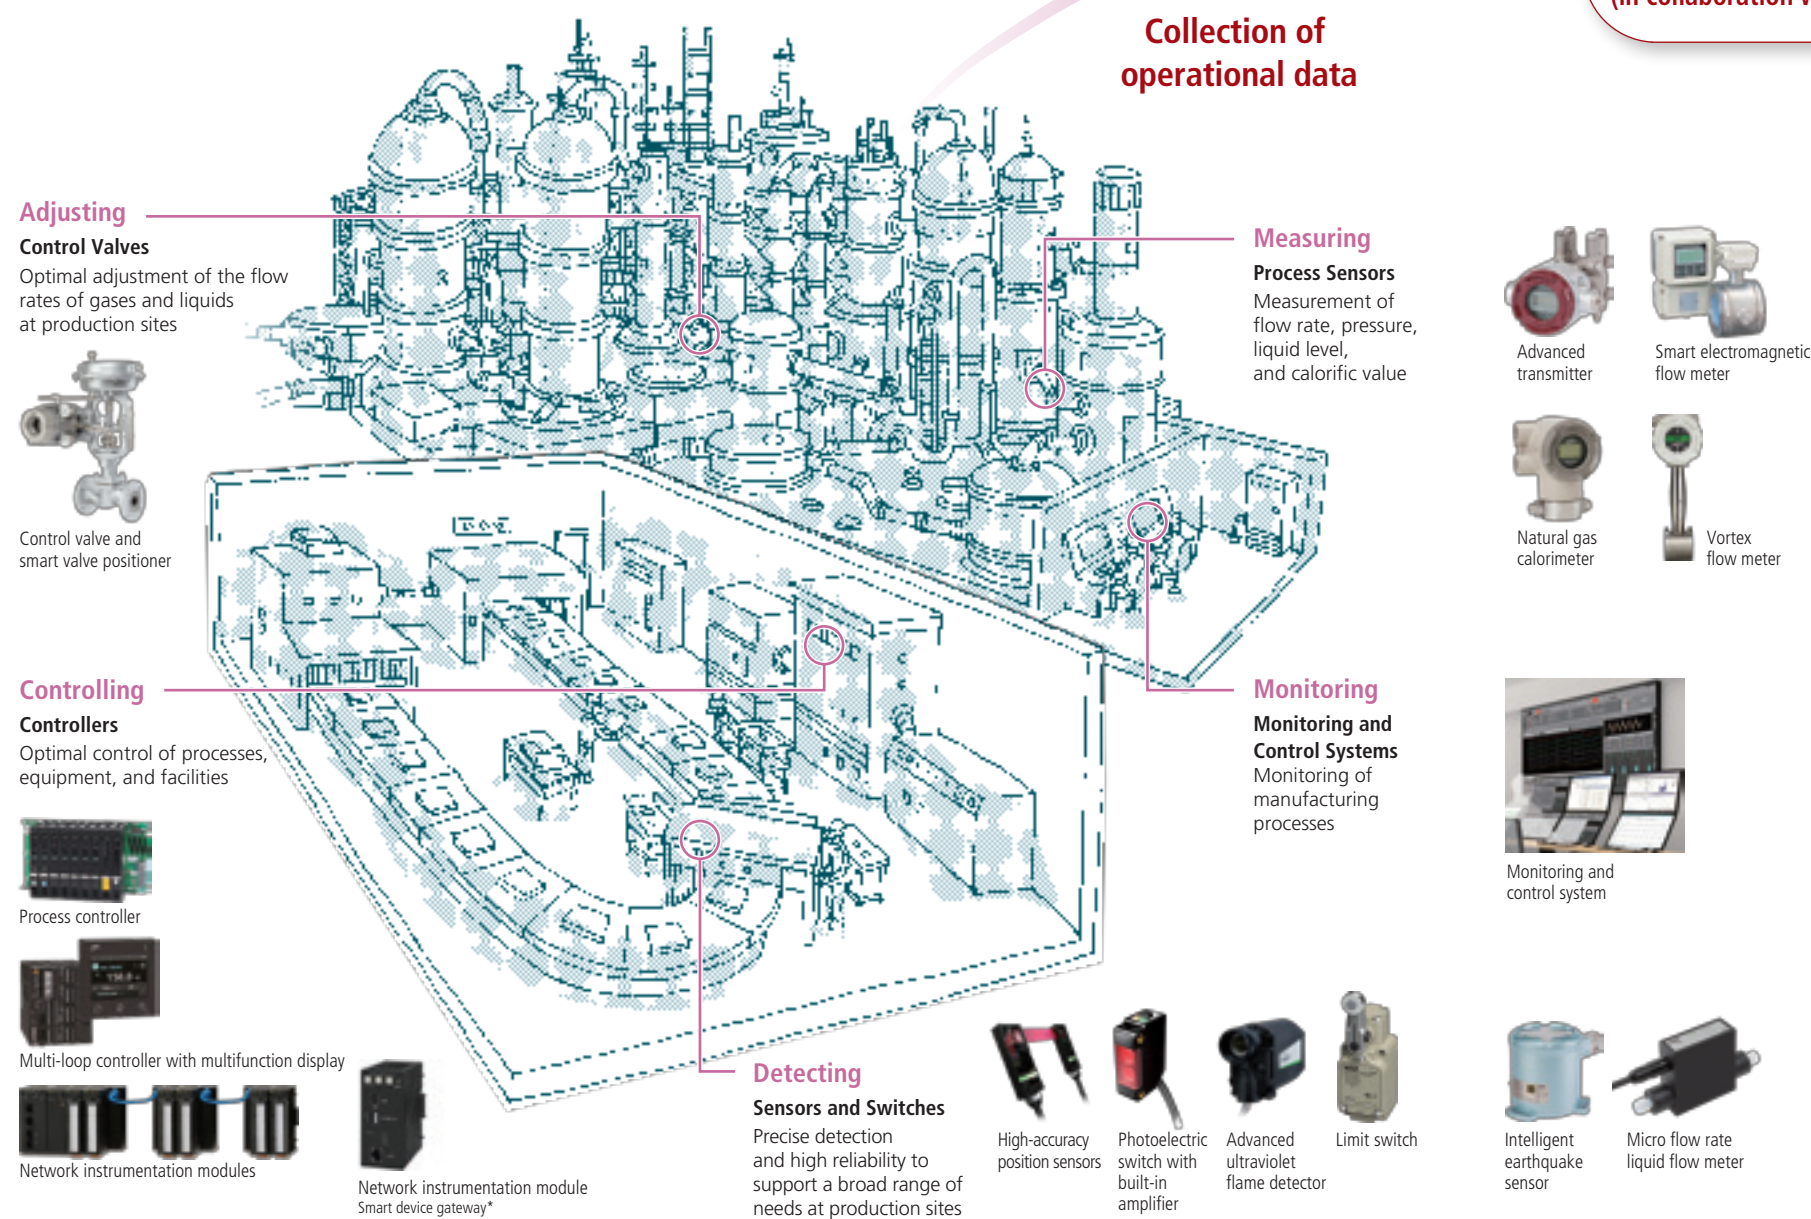 Collection of
operational data
(in collaboration
Adjusting
Control Valves
Optimal adjustment of the flow
rates of gases and liquids
at production sites
Control valve and
smart valve positioner
Measuring
Process Sensors
Measurement of
flow rate, pressure,
liquid level,
and calorific value
Advanced
transmitter
Smart electromagnetic
flow meter
Natural gas
calorimeter
Vortex
flow meter
Controlling
Controllers
Optimal control of processes,
equipment, and facilities
Process controller
Multi-loop controller with multifunction display
Network instrumentation modules
Network instrumentation module
Smart device gateway*
Monitoring
Monitoring and
Control Systems
Monitoring of
manufacturing
processes
Monitoring and
control system
Detecting
Sensors and Switches
Precise detection
and high reliability to
support a broad range of
needs at production sites
High-accuracy
position sensors
Photoelectric
switch with
built-in
amplifier
Advanced
ultraviolet
flame detector
Limit switch
Intelligent
earthquake
sensor
Micro flow rate
liquid flow meter